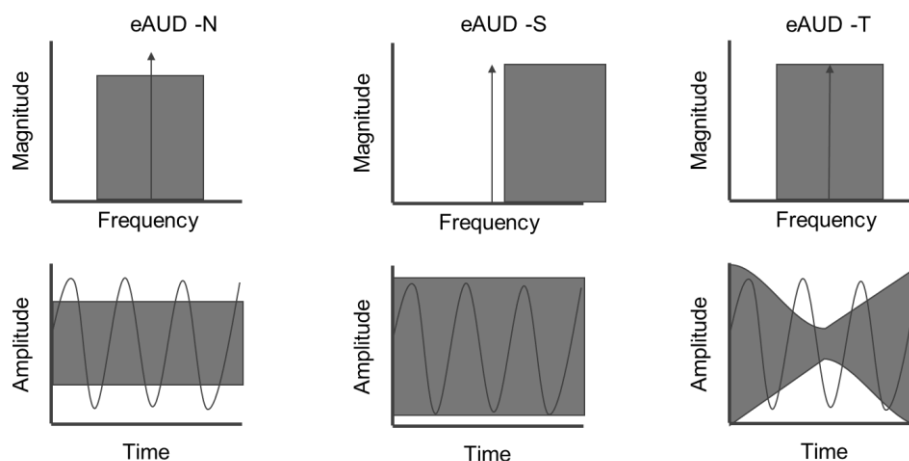 eAUD -N
eAUD -S
eAUD -T
Magnitude
Magnitude
Magnitude
Frequency
Frequency
Frequency
Amplitude
Amplitude
Amplitude
Time
Time
Time